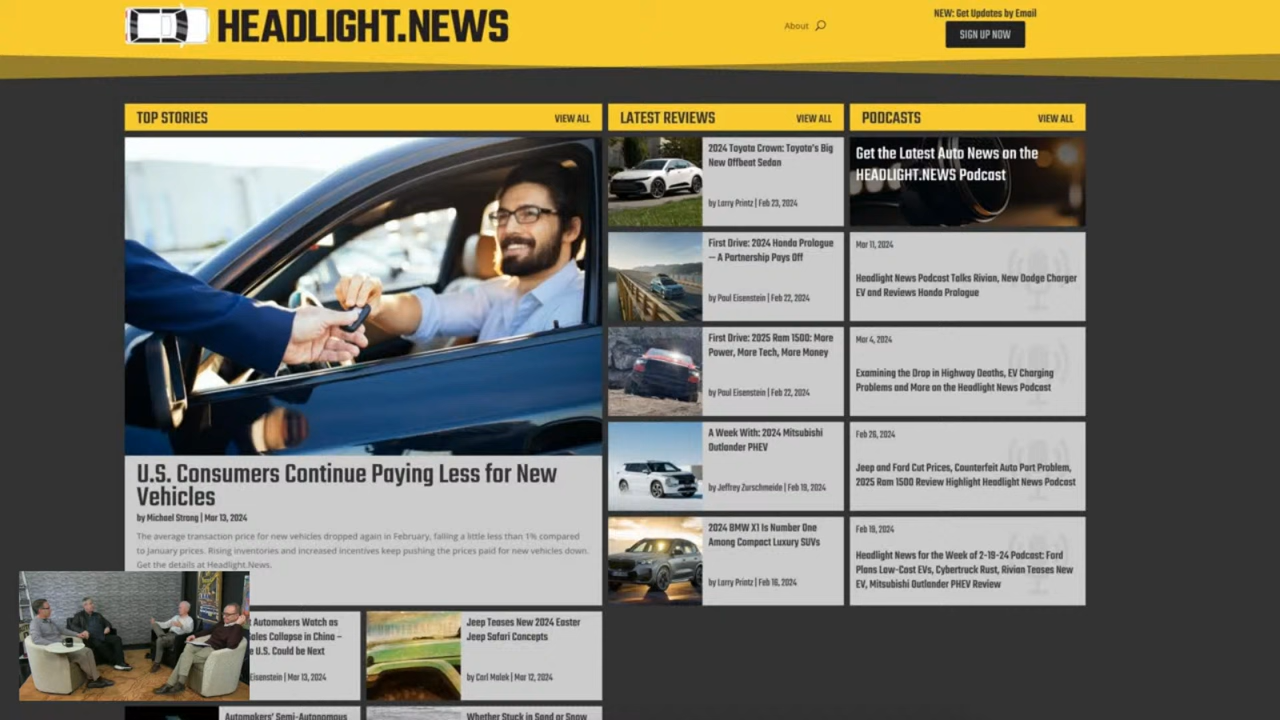 HEADLIGHT.NEWS
About
NEW: Get Updates by Email
SIGN UP NOW
TOP STORIES
VIEW ALL
U.S. Consumers Continue Paying Less for New
Vehicles
by Michael Strong | Mar 13, 2024
The average transaction price for new vehicles dropped again in February, falling a little less than 1% compared
to January prices. Rising inventories and increased incentives keep pushing the prices paid for new vehicles down.
Get the details at Headlight.News.
Automakers Watch as
Collapse in China –
U.S. Could be Next
Eisenstein | Mar 13, 2024
Jeep Teases New 2024 Easter
Jeep Safari Concepts
by Carl Malek | Mar 12, 2024
Automakers' Semi-Autonomous
Whether Stuck in Sand or Snow
LATEST REVIEWS
VIEW ALL
2024 Toyota Crown: Toyota's Big
New Offbeat Sedan
by Larry Printz | Feb 23, 2024
First Drive: 2024 Honda Prologue
— A Partnership Pays Off
by Paul Eisenstein | Feb 22, 2024
First Drive: 2025 Ram 1500: More
Power, More Tech, More Money
by Paul Eisenstein | Feb 22, 2024
A Week With: 2024 Mitsubishi
Outlander PHEV
by Jeffrey Zurschmeide | Feb 19, 2024
2024 BMW X1 Is Number One
Among Compact Luxury SUVs
by Larry Printz | Feb 16, 2024
PODCASTS
VIEW ALL
Get the Latest Auto News on the
HEADLIGHT.NEWS Podcast
Mar 11, 2024
Headlight News Podcast Talks Rivian, New Dodge Charger
EV and Reviews Honda Prologue
Mar 4, 2024
Examining the Drop in Highway Deaths, EV Charging
Problems and More on the Headlight News Podcast
Feb 26, 2024
Jeep and Ford Cut Prices, Counterfeit Auto Part Problem,
2025 Ram 1500 Review Highlight Headlight News Podcast
Feb 19, 2024
Headlight News for the Week of 2-19-24 Podcast: Ford
Plans Low-Cost EVs, Cybertruck Rust, Rivian Teases New
EV, Mitsubishi Outlander PHEV Review